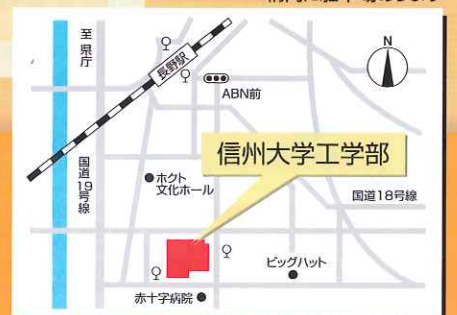 至県庁
長野駅
N
ABN前
信州大学工学部
国道19号線
ホクト
文化ホール
国道18号線
ビッグハット
赤十字病院